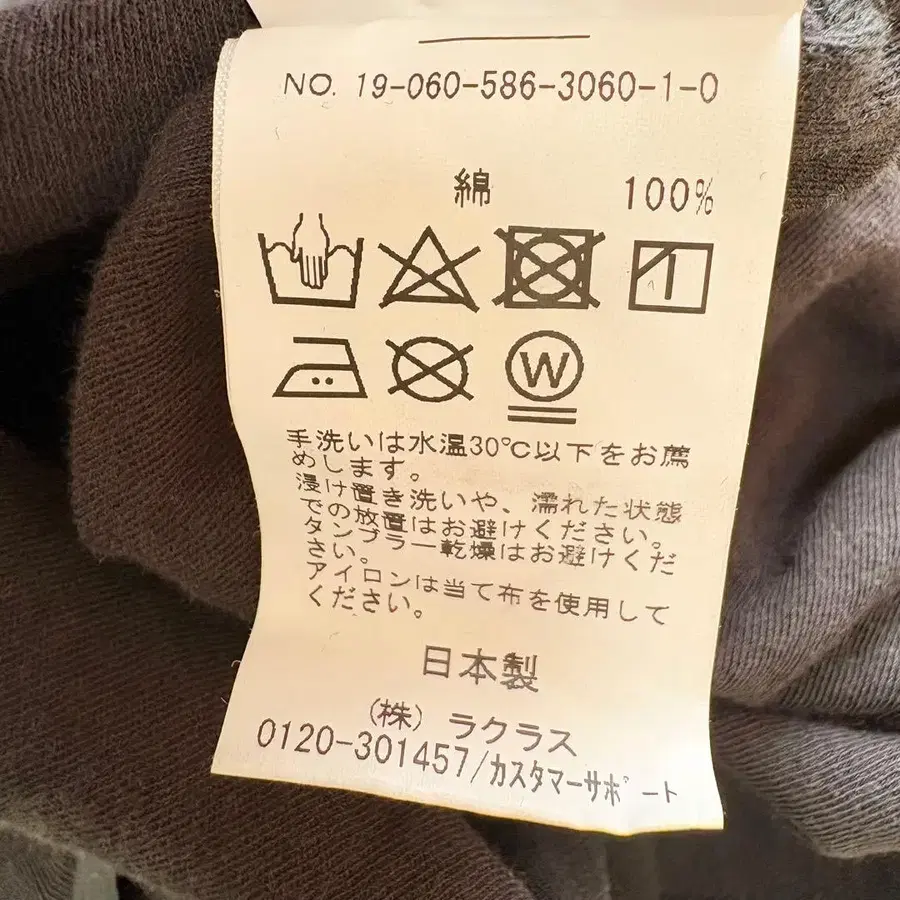 NO. 19-060-586-3060-1-0
綿 100%
W
手洗いは水温30℃以下をお薦
めします。
浸け置き洗いや、濡れた状態
での放置はお避けください。
タンブラー乾燥はお避けくだ
さい。
アイロンは当て布を使用して
ください。
日本製
(株) ラクラス
0120-301457/カスタマーサポート